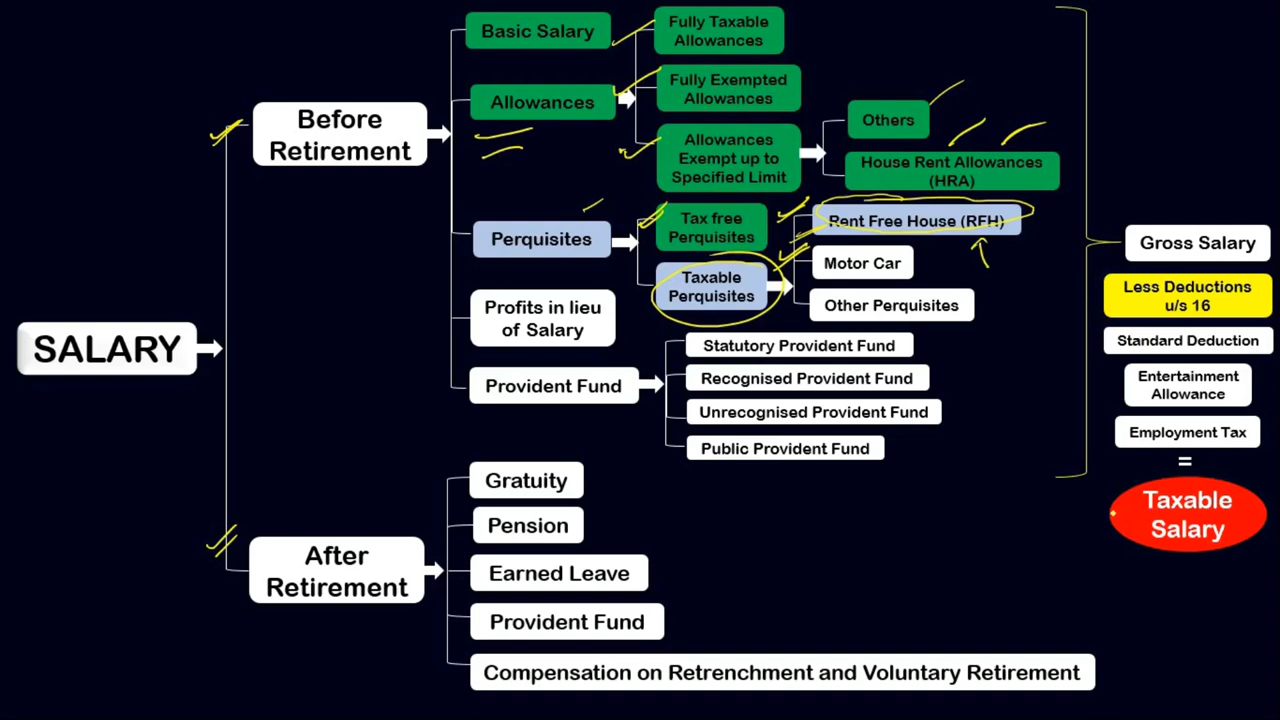 SALARY
Before
Retirement
Basic Salary
Allowances
Fully Taxable
Allowances
Fully Exempted
Allowances
Allowances
Exempt up to
Specified Limit
Others
House Rent Allowances
(HRA)
Perquisites
Tax free
Perquisites
Taxable
Perquisites
Rent Free House (RFH)
Motor Car
Other Perquisites
Profits in lieu
of Salary
Provident Fund
Statutory Provident Fund
Recognised Provident Fund
Unrecognised Provident Fund
Public Provident Fund
After
Retirement
Gratuity
Pension
Earned Leave
Provident Fund
Compensation on Retrenchment and Voluntary Retirement
Gross Salary
Less Deductions
u/s 16
Standard Deduction
Entertainment
Allowance
Employment Tax
=
Taxable
Salary